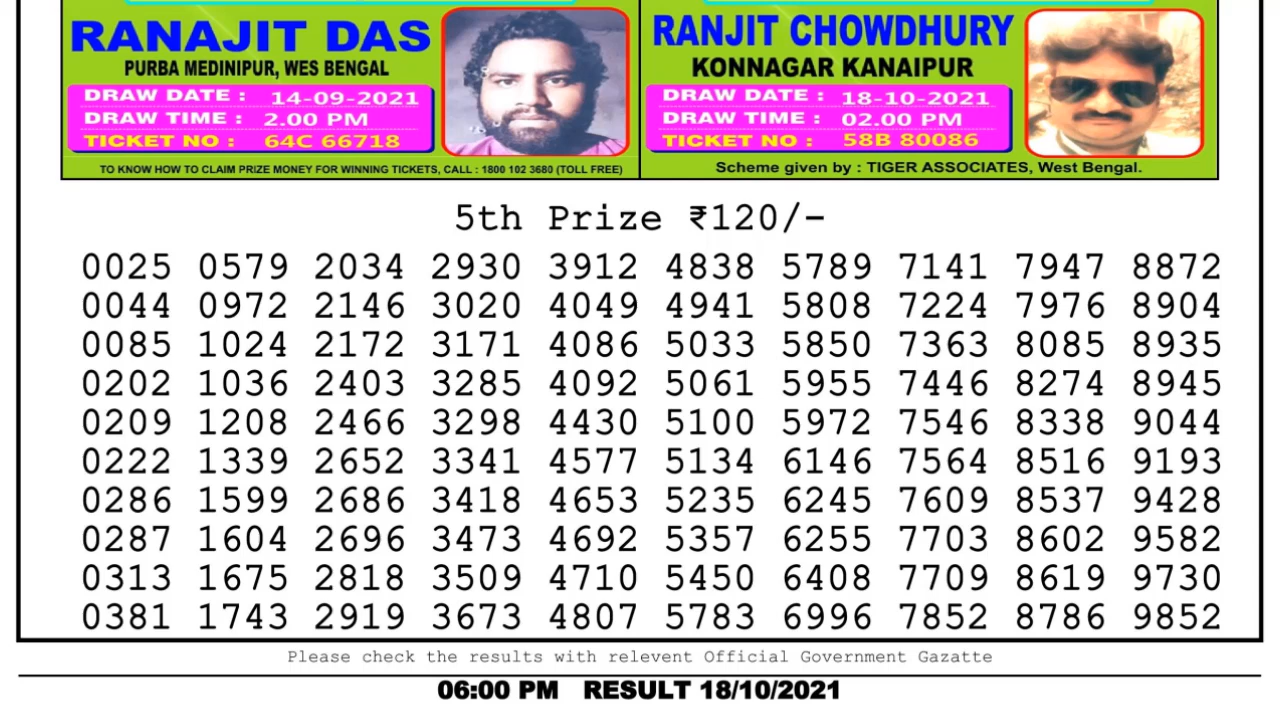 RANAJIT DAS
PURBA MEDINIPUR, WES BENGAL
DRAW DATE : 14-09-2021
DRAW TIME : 2.00 PM
TICKET NO : 64C 66718
TO KNOW HOW TO CLAIM PRIZE MONEY FOR WINNING TICKETS, CALL : 1800 102 3680 (TOLL FREE)
RANJIT CHOWDHURY
KONNAGAR KANAIPUR
DRAW DATE : 18-10-2021
DRAW TIME : 02.00 PM
TICKET NO : 58B 80086
Scheme given by : TIGER ASSOCIATES, West Bengal.
5th Prize ₹120/-
0025 0579 2034 2930 3912 4838 5789 7141 7947 8872
0044 0972 2146 3020 4049 4941 5808 7224 7976 8904
0085 1024 2172 3171 4086 5033 5850 7363 8085 8935
0202 1036 2403 3285 4092 5061 5955 7446 8274 8945
0209 1208 2466 3298 4430 5100 5972 7546 8338 9044
0222 1339 2652 3341 4577 5134 6146 7564 8516 9193
0286 1599 2686 3418 4653 5235 6245 7609 8537 9428
0287 1604 2696 3473 4692 5357 6255 7703 8602 9582
0313 1675 2818 3509 4710 5450 6408 7709 8619 9730
0381 1743 2919 3673 4807 5783 6996 7852 8786 9852
Please check the results with relevent Official Government Gazatte
06:00 PM RESULT 18/10/2021